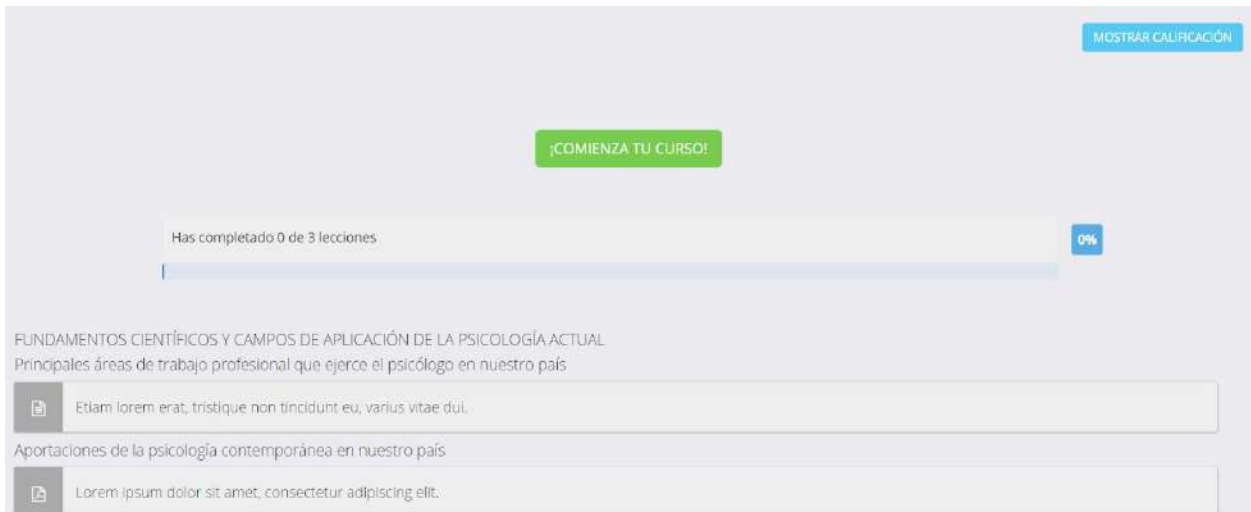 MOSTRAR CALIFICACIÓN
¡COMIENZA TU CURSO!
Has completado 0 de 3 lecciones
0%
FUNDAMENTOS CIENTÍFICOS Y CAMPOS DE APLICACIÓN DE LA PSICOLOGÍA ACTUAL
Principales áreas de trabajo profesional que ejerce el psicólogo en nuestro país
Etiam lorem erat, tristique non tincidunt eu, varius vitae dui.
Aportaciones de la psicología contemporánea en nuestro país
Lorem ipsum dolor sit amet, consectetur adipiscing elit.